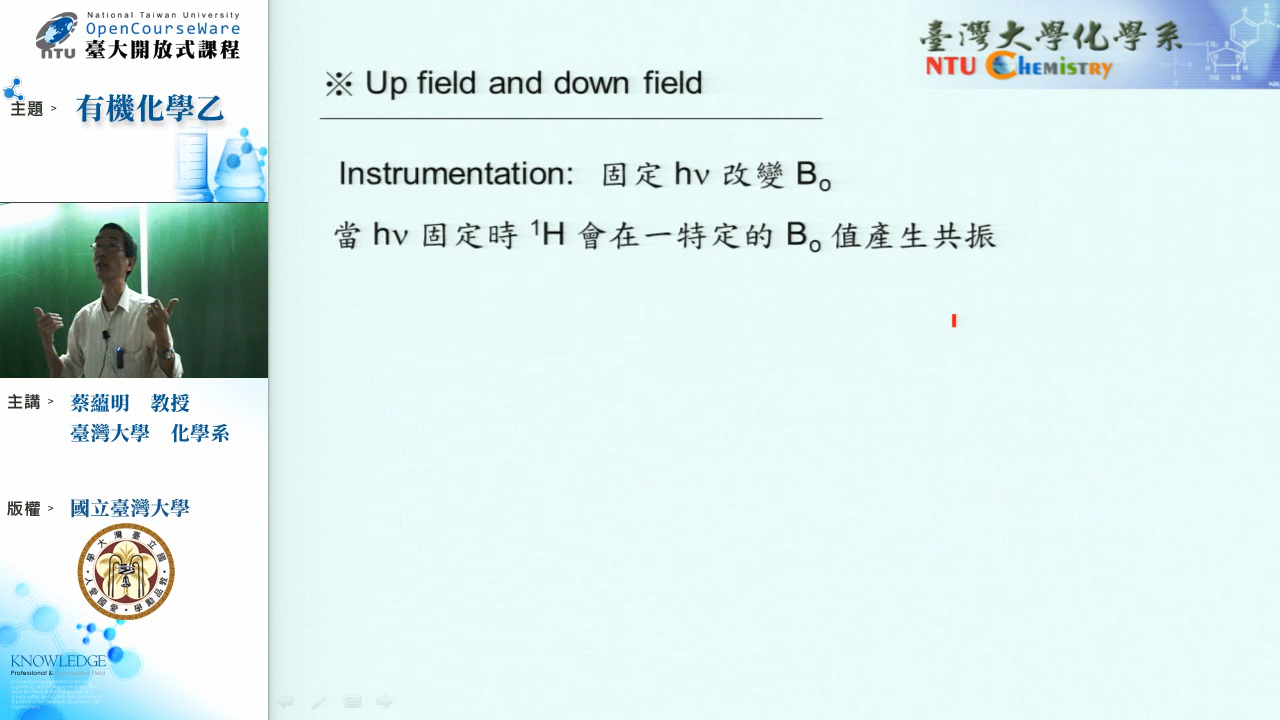 National Taiwan University
OpenCourseWare
NTU 臺大開放式課程
主題 > 有機化學乙
主講 > 蔡蘊明 教授
臺灣大學 化學系
版權 > 國立臺灣大學
KNOWLEDGE
臺灣大學化學系
NTU Chemistry
※ Up field and down field
Instrumentation: 固定 hν 改變 Bo
當 hν 固定時 ¹H 會在一特定的 Bo 值產生共振